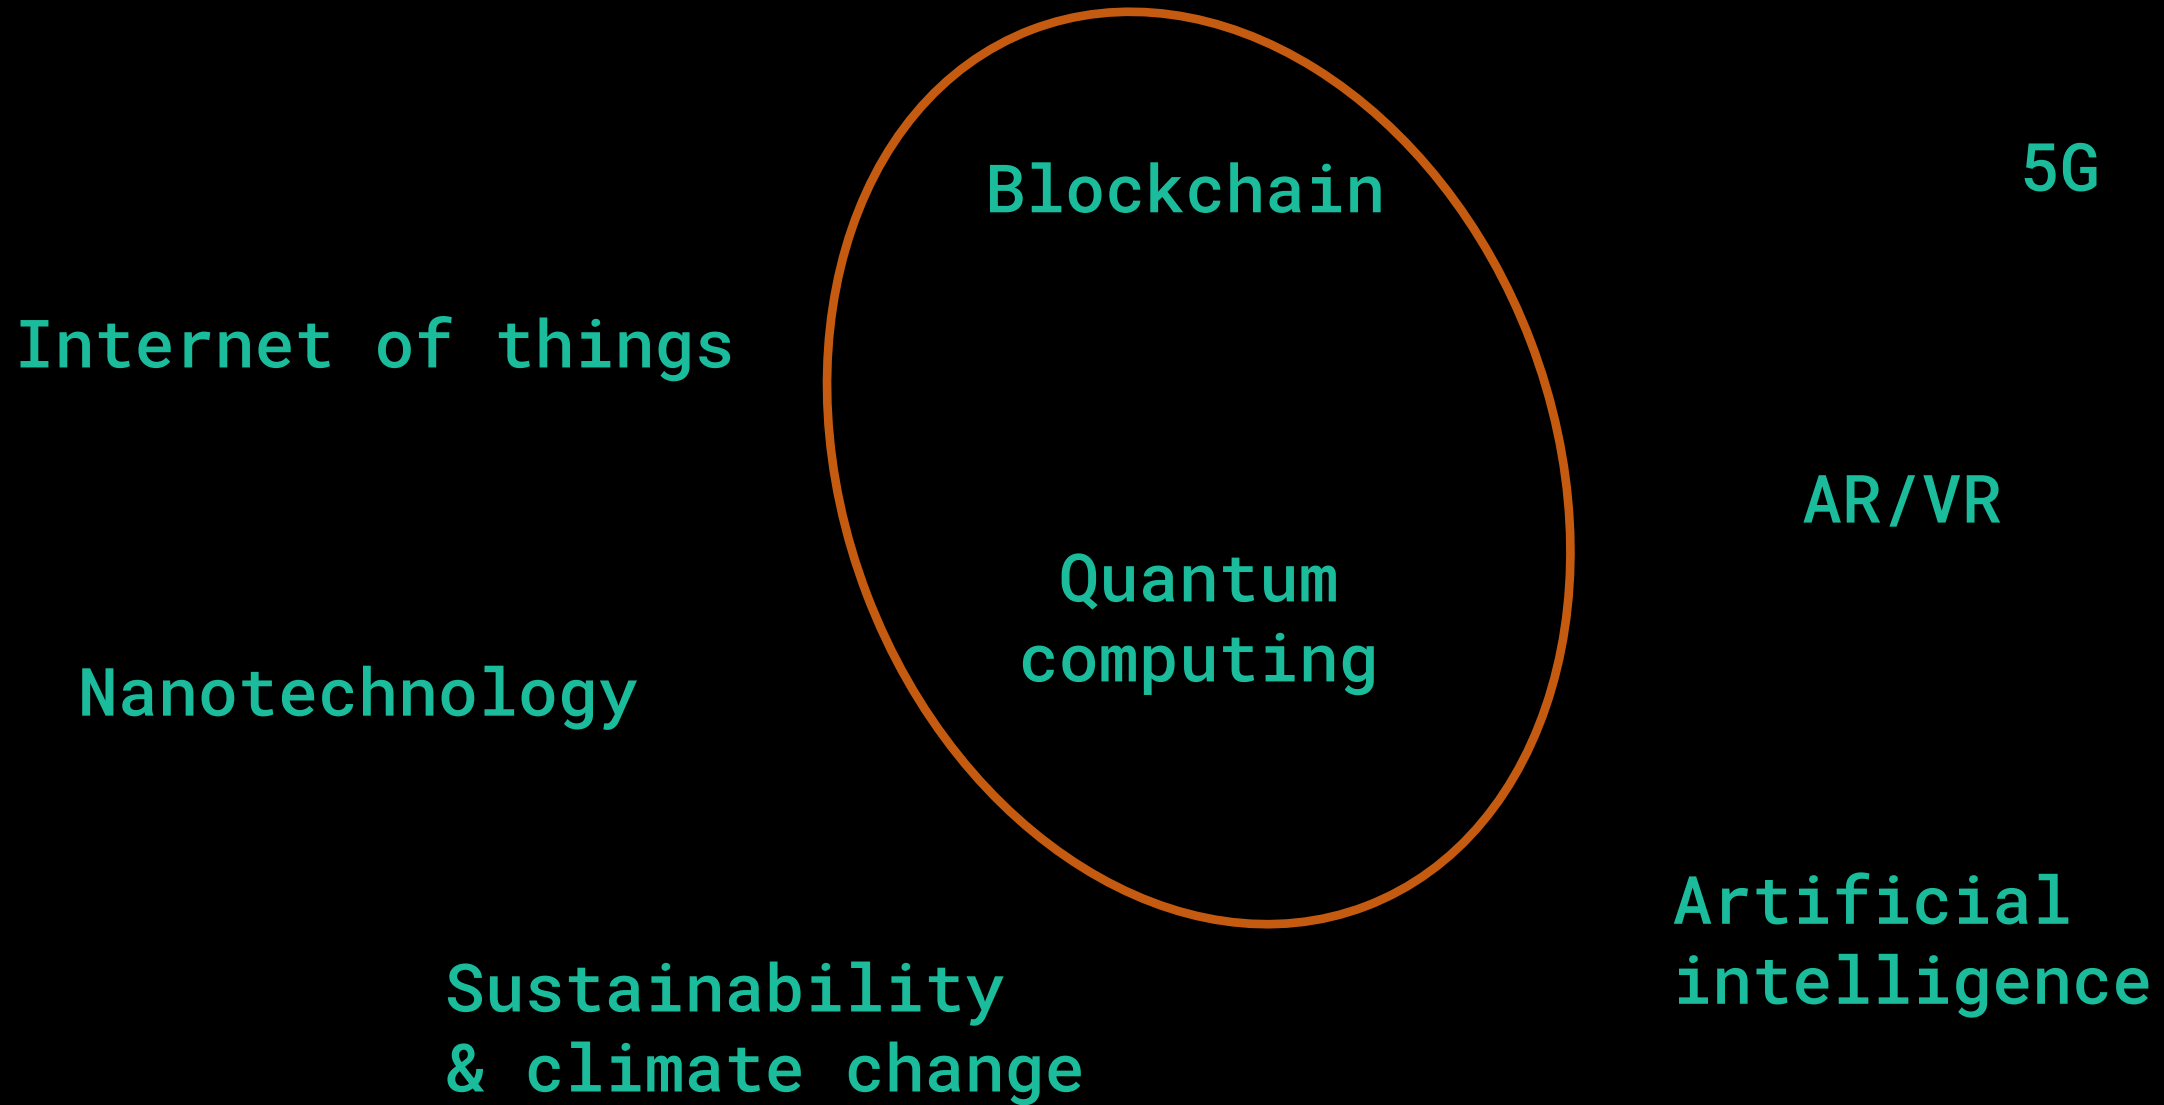 Blockchain
5G
Internet of things
AR/VR
Quantum
computing
Nanotechnology
Artificial
intelligence
Sustainability
& climate change